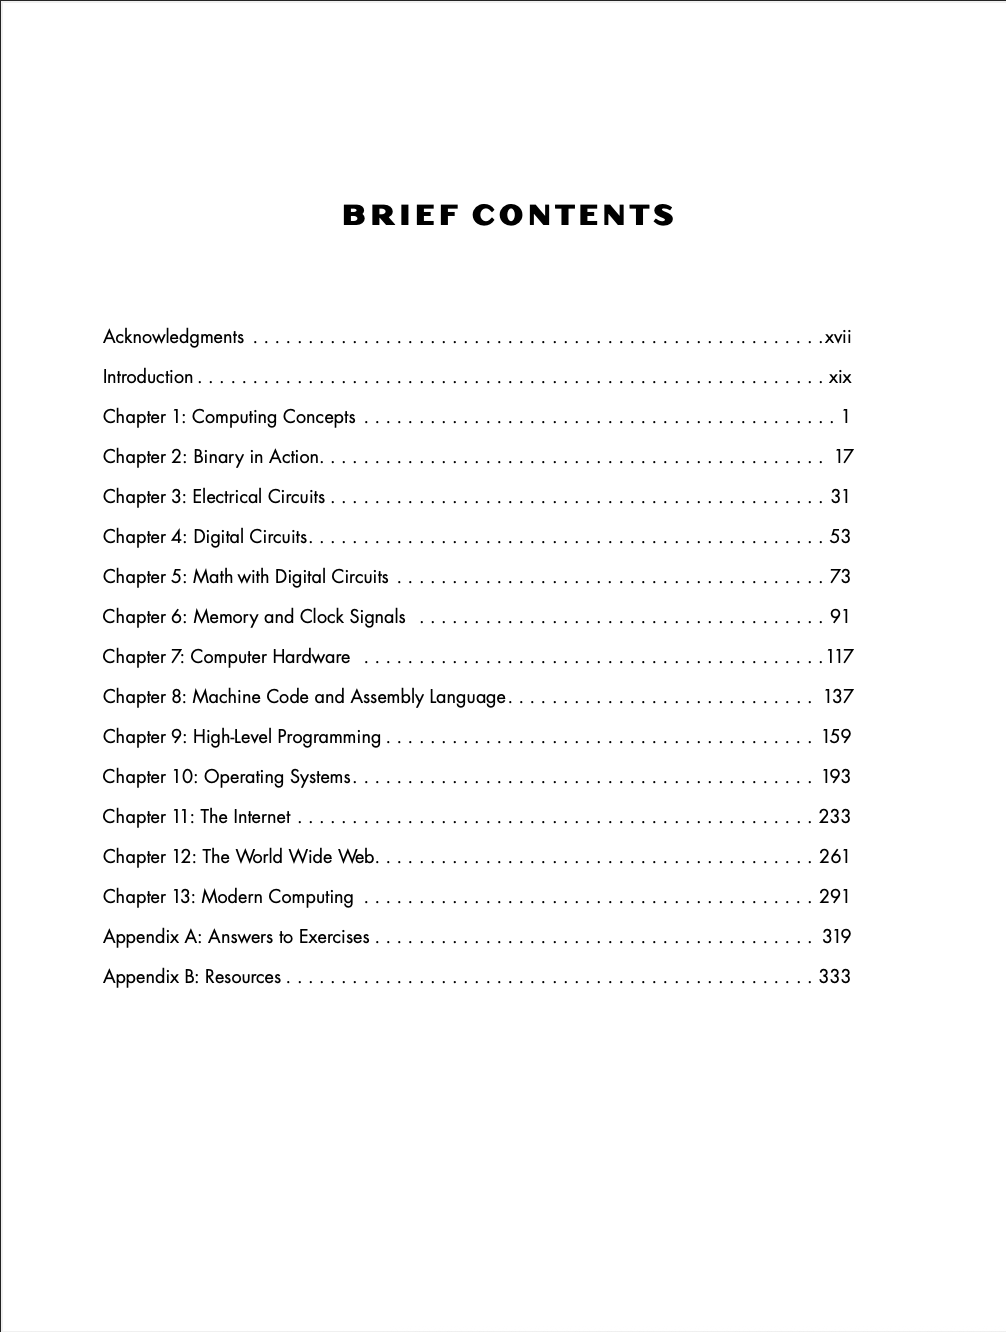 BRIEF CONTENTS
Acknowledgments . . . . . . . . . . . . . . . . . . . . . . . . . . . . . . . . . . . . . . . . . . . . . . . . . . . . xvii
Introduction . . . . . . . . . . . . . . . . . . . . . . . . . . . . . . . . . . . . . . . . . . . . . . . . . . . . . . . . . xix
Chapter 1: Computing Concepts . . . . . . . . . . . . . . . . . . . . . . . . . . . . . . . . . . . . . . . . . . . 1
Chapter 2: Binary in Action. . . . . . . . . . . . . . . . . . . . . . . . . . . . . . . . . . . . . . . . . . . . . . 17
Chapter 3: Electrical Circuits . . . . . . . . . . . . . . . . . . . . . . . . . . . . . . . . . . . . . . . . . . . . . 31
Chapter 4: Digital Circuits. . . . . . . . . . . . . . . . . . . . . . . . . . . . . . . . . . . . . . . . . . . . . . . 53
Chapter 5: Math with Digital Circuits . . . . . . . . . . . . . . . . . . . . . . . . . . . . . . . . . . . . . . . 73
Chapter 6: Memory and Clock Signals . . . . . . . . . . . . . . . . . . . . . . . . . . . . . . . . . . . . . 91
Chapter 7: Computer Hardware . . . . . . . . . . . . . . . . . . . . . . . . . . . . . . . . . . . . . . . . . . 117
Chapter 8: Machine Code and Assembly Language. . . . . . . . . . . . . . . . . . . . . . . . . . . . 137
Chapter 9: High-Level Programming . . . . . . . . . . . . . . . . . . . . . . . . . . . . . . . . . . . . . . . 159
Chapter 10: Operating Systems. . . . . . . . . . . . . . . . . . . . . . . . . . . . . . . . . . . . . . . . . . 193
Chapter 11: The Internet . . . . . . . . . . . . . . . . . . . . . . . . . . . . . . . . . . . . . . . . . . . . . . . 233
Chapter 12: The World Wide Web. . . . . . . . . . . . . . . . . . . . . . . . . . . . . . . . . . . . . . . . 261
Chapter 13: Modern Computing . . . . . . . . . . . . . . . . . . . . . . . . . . . . . . . . . . . . . . . . . 291
Appendix A: Answers to Exercises . . . . . . . . . . . . . . . . . . . . . . . . . . . . . . . . . . . . . . . . 319
Appendix B: Resources . . . . . . . . . . . . . . . . . . . . . . . . . . . . . . . . . . . . . . . . . . . . . . . . 333